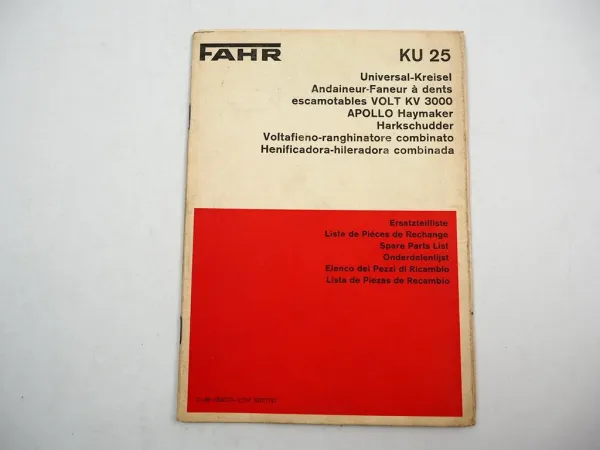 FAHR
KU 25
Universal-Kreisel
Andaineur-Faneur à dents
escamotables VOLT KV 3000
APOLLO Haymaker
Harkschudder
Voltafieno-ranghinatore combinato
Henificadora-hileradora combinada
Ersatzteilliste
Liste de Pièces de Rechange
Spare Parts List
Onderdelenlijst
Elenco dei Pezzi di Ricambio
Lista de Piezas de Recambio